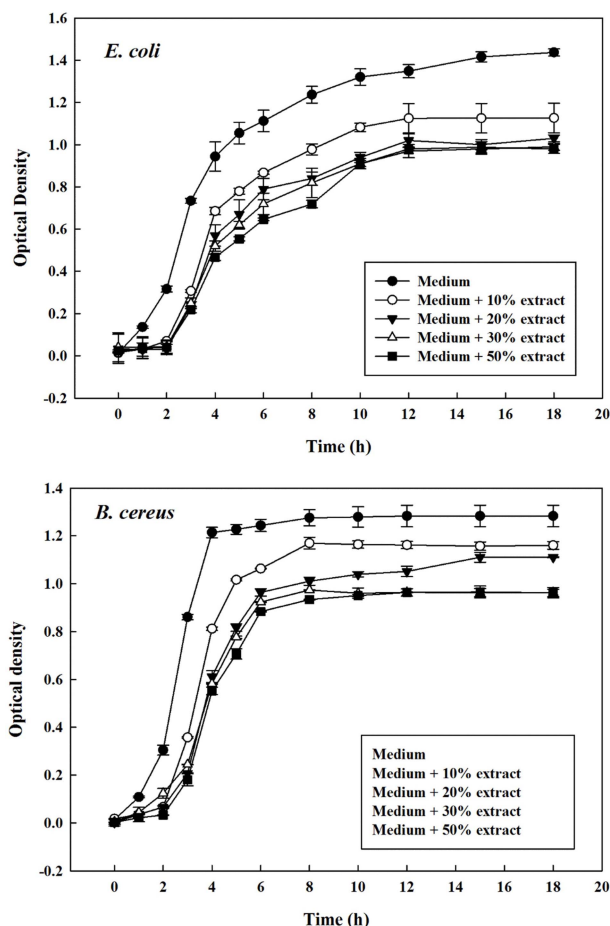 1.6
1.4
1.2
1.0
0.8
0.6
0.4
0.2
0.0
-0.2
Optical Density
E. coli
Medium
Medium + 10% extract
Medium + 20% extract
Medium + 30% extract
Medium + 50% extract
0 2 4 6 8 10 12 14 16 18 20
Time (h)
1.4
1.2
1.0
0.8
0.6
0.4
0.2
0.0
-0.2
Optical density
B. cereus
Medium
Medium + 10% extract
Medium + 20% extract
Medium + 30% extract
Medium + 50% extract
0 2 4 6 8 10 12 14 16 18 20
Time (h)